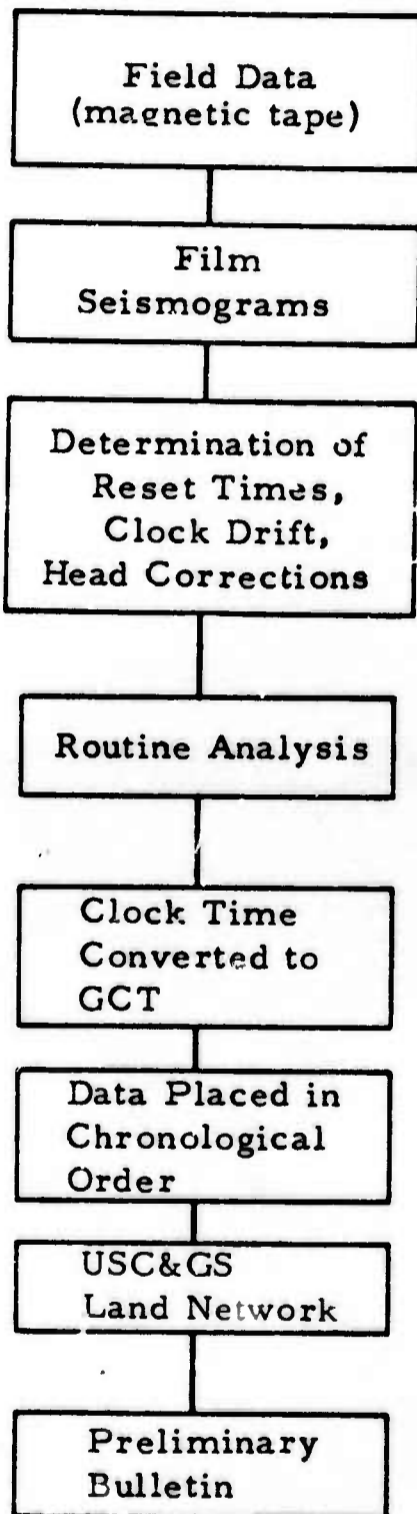 Field Data
(magnetic tape)
Film
Seismograms
Determination of
Reset Times,
Clock Drift,
Head Corrections
Routine Analysis
Clock Time
Converted to
GCT
Data Placed in
Chronological
Order
USC&GS
Land Network
Preliminary
Bulletin